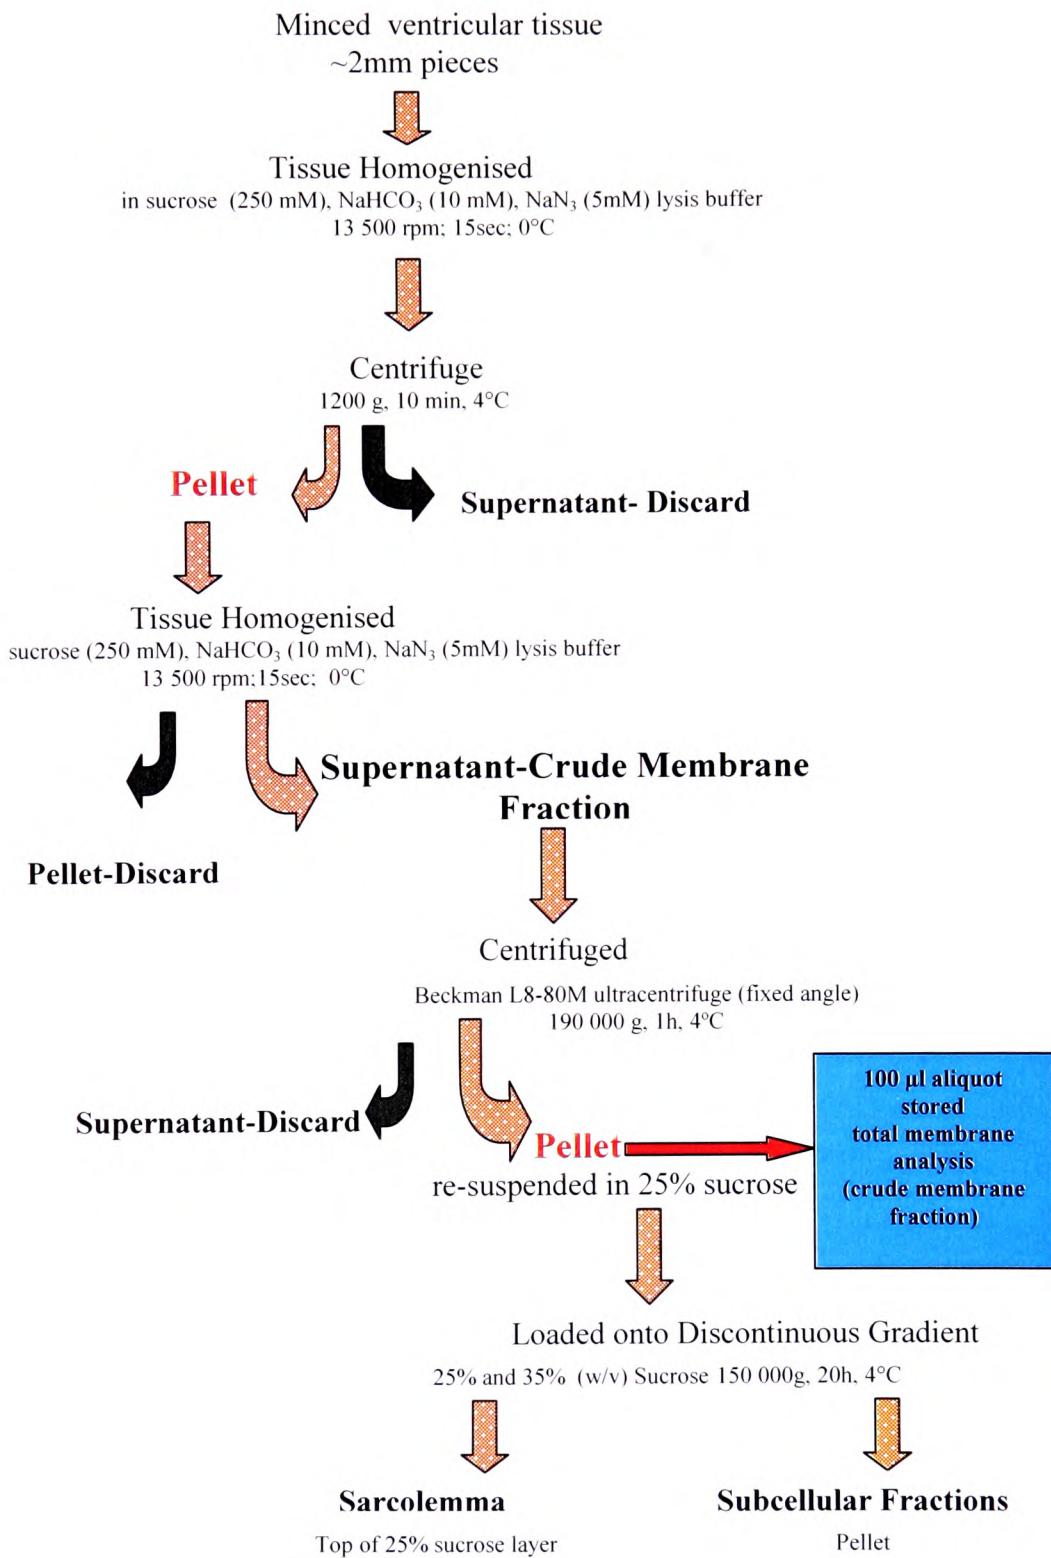 Minced ventricular tissue
~2mm pieces
Tissue Homogenised
in sucrose (250 mM), NaHCO₃ (10 mM), NaN₃ (5mM) lysis buffer
13 500 rpm; 15sec; 0°C
Centrifuge
1200 g, 10 min, 4°C
Pellet
Supernatant- Discard
Tissue Homogenised
sucrose (250 mM), NaHCO₃ (10 mM), NaN₃ (5mM) lysis buffer
13 500 rpm;15sec; 0°C
Supernatant-Crude Membrane
Fraction
Pellet-Discard
Centrifuged
Beckman L8-80M ultracentrifuge (fixed angle)
190 000 g, 1h, 4°C
Supernatant-Discard
Pellet
re-suspended in 25% sucrose
100 µl aliquot
stored
total membrane
analysis
(crude membrane
fraction)
Loaded onto Discontinuous Gradient
25% and 35% (w/v) Sucrose 150 000g, 20h, 4°C
Sarcolemma
Top of 25% sucrose layer
Subcellular Fractions
Pellet